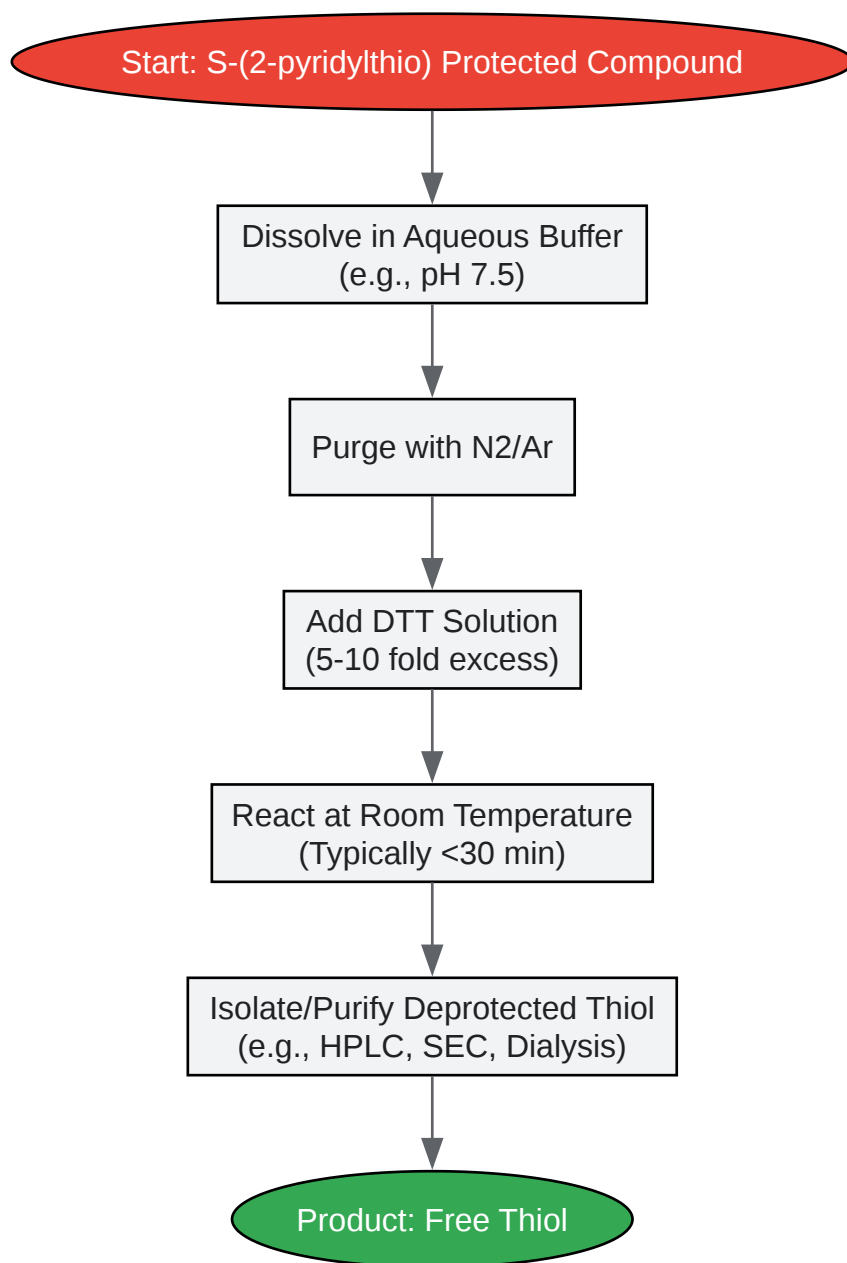 Start: S-(2-pyridylthio) Protected Compound
Dissolve in Aqueous Buffer
(e.g., pH 7.5)
Purge with N2/Ar
Add DTT Solution
(5-10 fold excess)
React at Room Temperature
(Typically <30 min)
Isolate/Purify Deprotected Thiol
(e.g., HPLC, SEC, Dialysis)
Product: Free Thiol